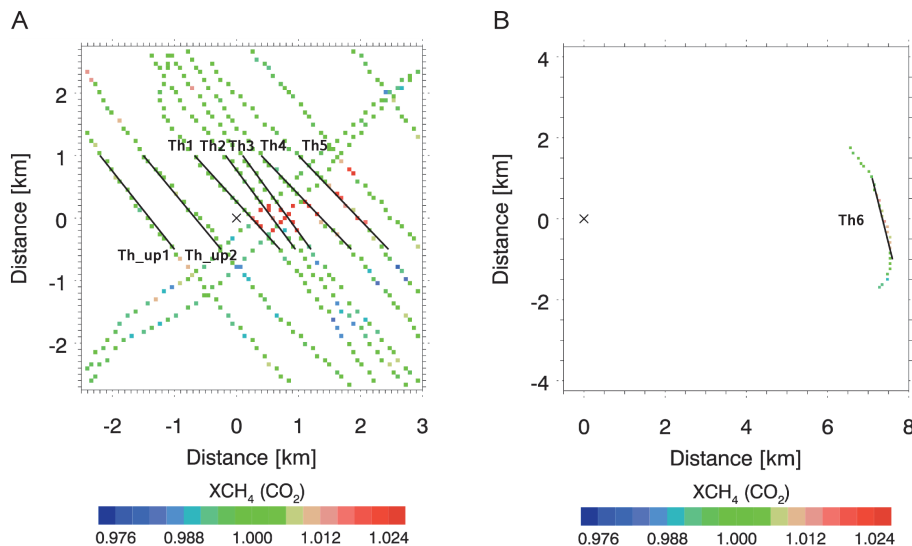 A
Distance [km]
2
1
0
-1
-2
Th1 Th2 Th3 Th4 Th5
Th_up1 Th_up2
-2 -1 0 1 2 3
Distance [km]
XCH₄ (CO₂)
0.976 0.988 1.000 1.012 1.024
B
Distance [km]
4
2
0
-2
-4
Th6
0 2 4 6 8
Distance [km]
XCH₄ (CO₂)
0.976 0.988 1.000 1.012 1.024